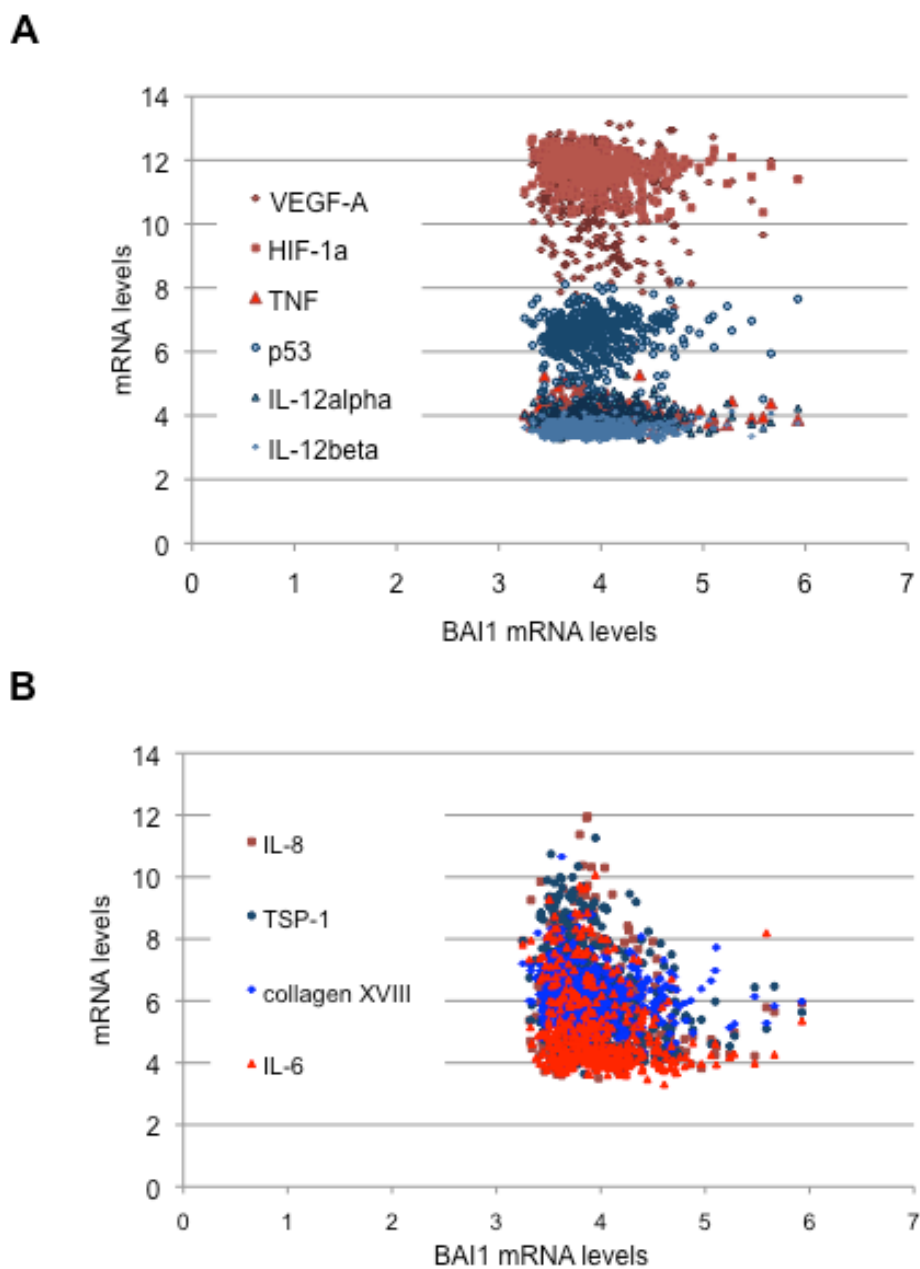 A
14
12
10
8
6
4
2
0
mRNA levels
VEGF-A
HIF-1a
TNF
p53
IL-12alpha
IL-12beta
0 1 2 3 4 5 6 7
BAI1 mRNA levels
B
14
12
10
8
6
4
2
0
mRNA levels
IL-8
TSP-1
collagen XVIII
IL-6
0 1 2 3 4 5 6 7
BAI1 mRNA levels